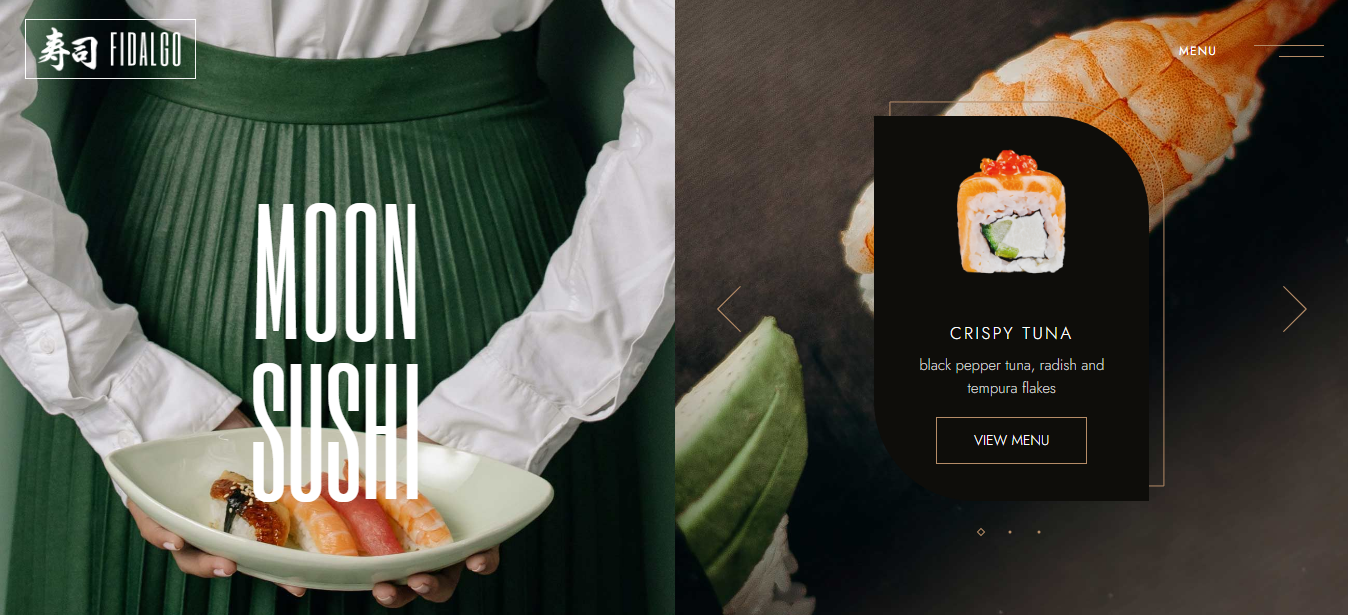 寿司 FIDALGO
MENU
MOON
SUSHI
CRISPY TUNA
black pepper tuna, radish and
tempura flakes
VIEW MENU